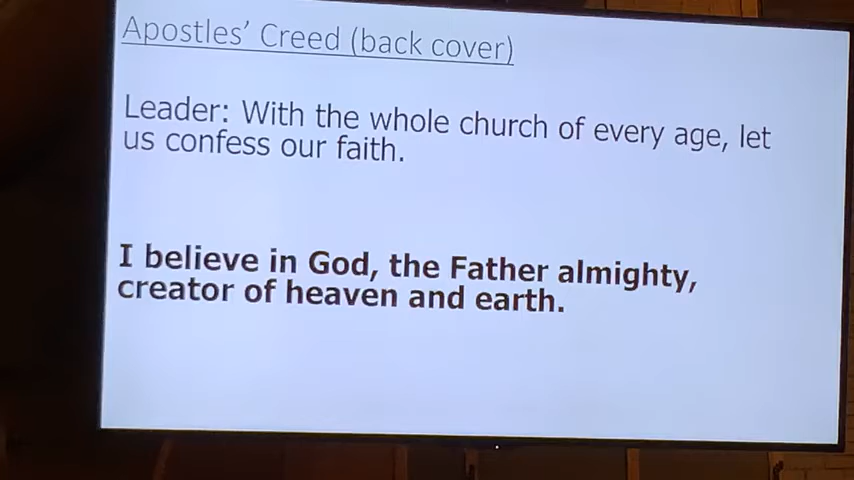 Apostles’ Creed (back cover)
Leader: With the whole church of every age, let
us confess our faith.
I believe in God, the Father almighty,
creator of heaven and earth.